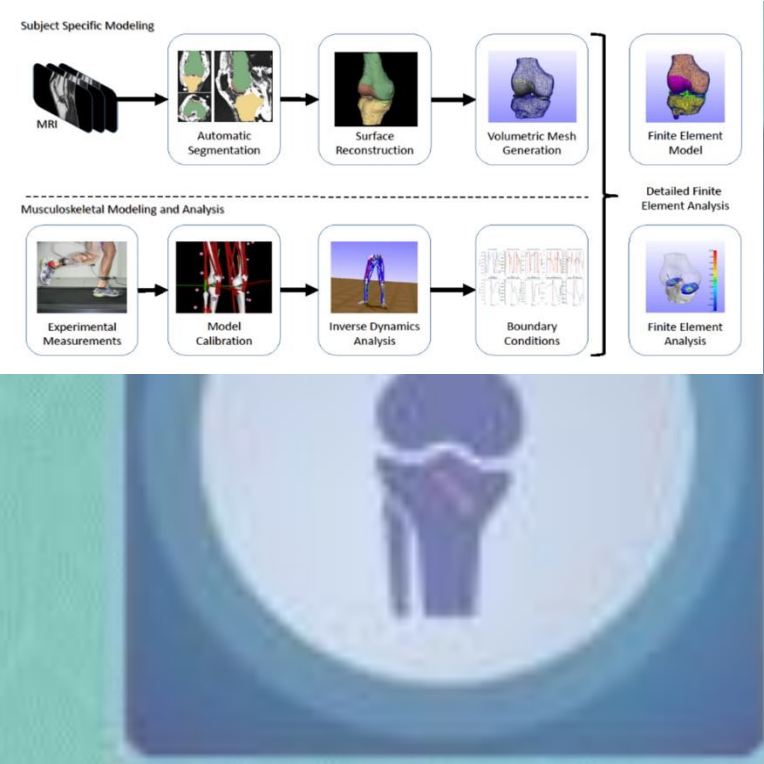 Subject Specific Modeling
MRI
Automatic
Segmentation
Surface
Reconstruction
Volumetric Mesh
Generation
Finite Element
Model
Detailed Finite
Element Analysis
Musculoskeletal Modeling and Analysis
Experimental
Measurements
Model
Calibration
Inverse Dynamics
Analysis
Boundary
Conditions
Finite Element
Analysis